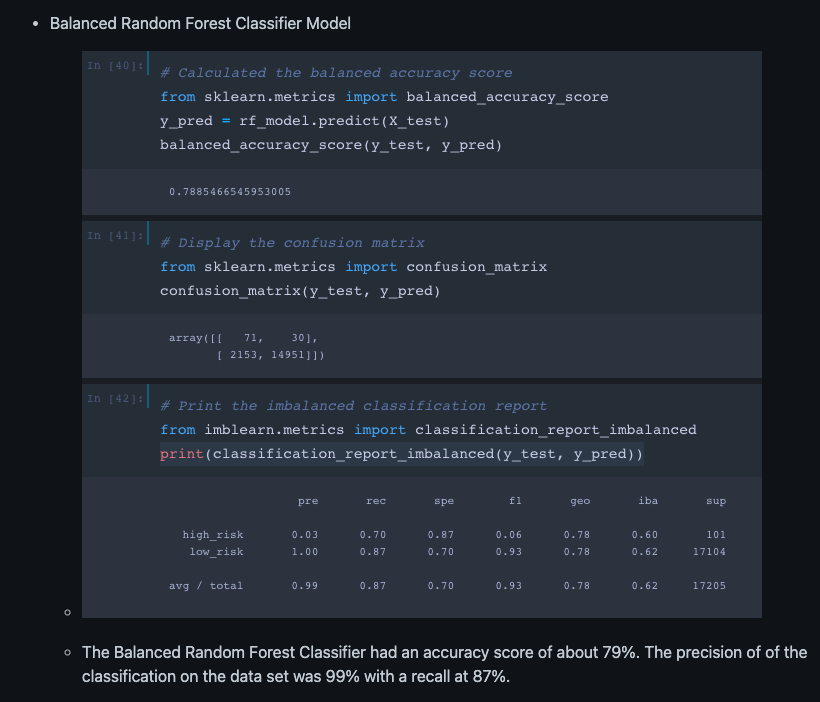 Balanced Random Forest Classifier Model
In [40]:
# Calculated the balanced accuracy score
from sklearn.metrics import balanced_accuracy_score
y_pred = rf_model.predict(X_test)
balanced_accuracy_score(y_test, y_pred)
0.7885466545953005
In [41]:
# Display the confusion matrix
from sklearn.metrics import confusion_matrix
confusion_matrix(y_test, y_pred)
array([[   71,    30],
       [ 2153, 14951]])
In [42]:
# Print the imbalanced classification report
from imblearn.metrics import classification_report_imbalanced
print(classification_report_imbalanced(y_test, y_pred))
pre rec spe f1 geo iba sup
high_risk 0.03 0.70 0.87 0.06 0.78 0.60 101
low_risk 1.00 0.87 0.70 0.93 0.78 0.62 17104
avg / total 0.99 0.87 0.70 0.93 0.78 0.62 17205
The Balanced Random Forest Classifier had an accuracy score of about 79%. The precision of of the
classification on the data set was 99% with a recall at 87%.